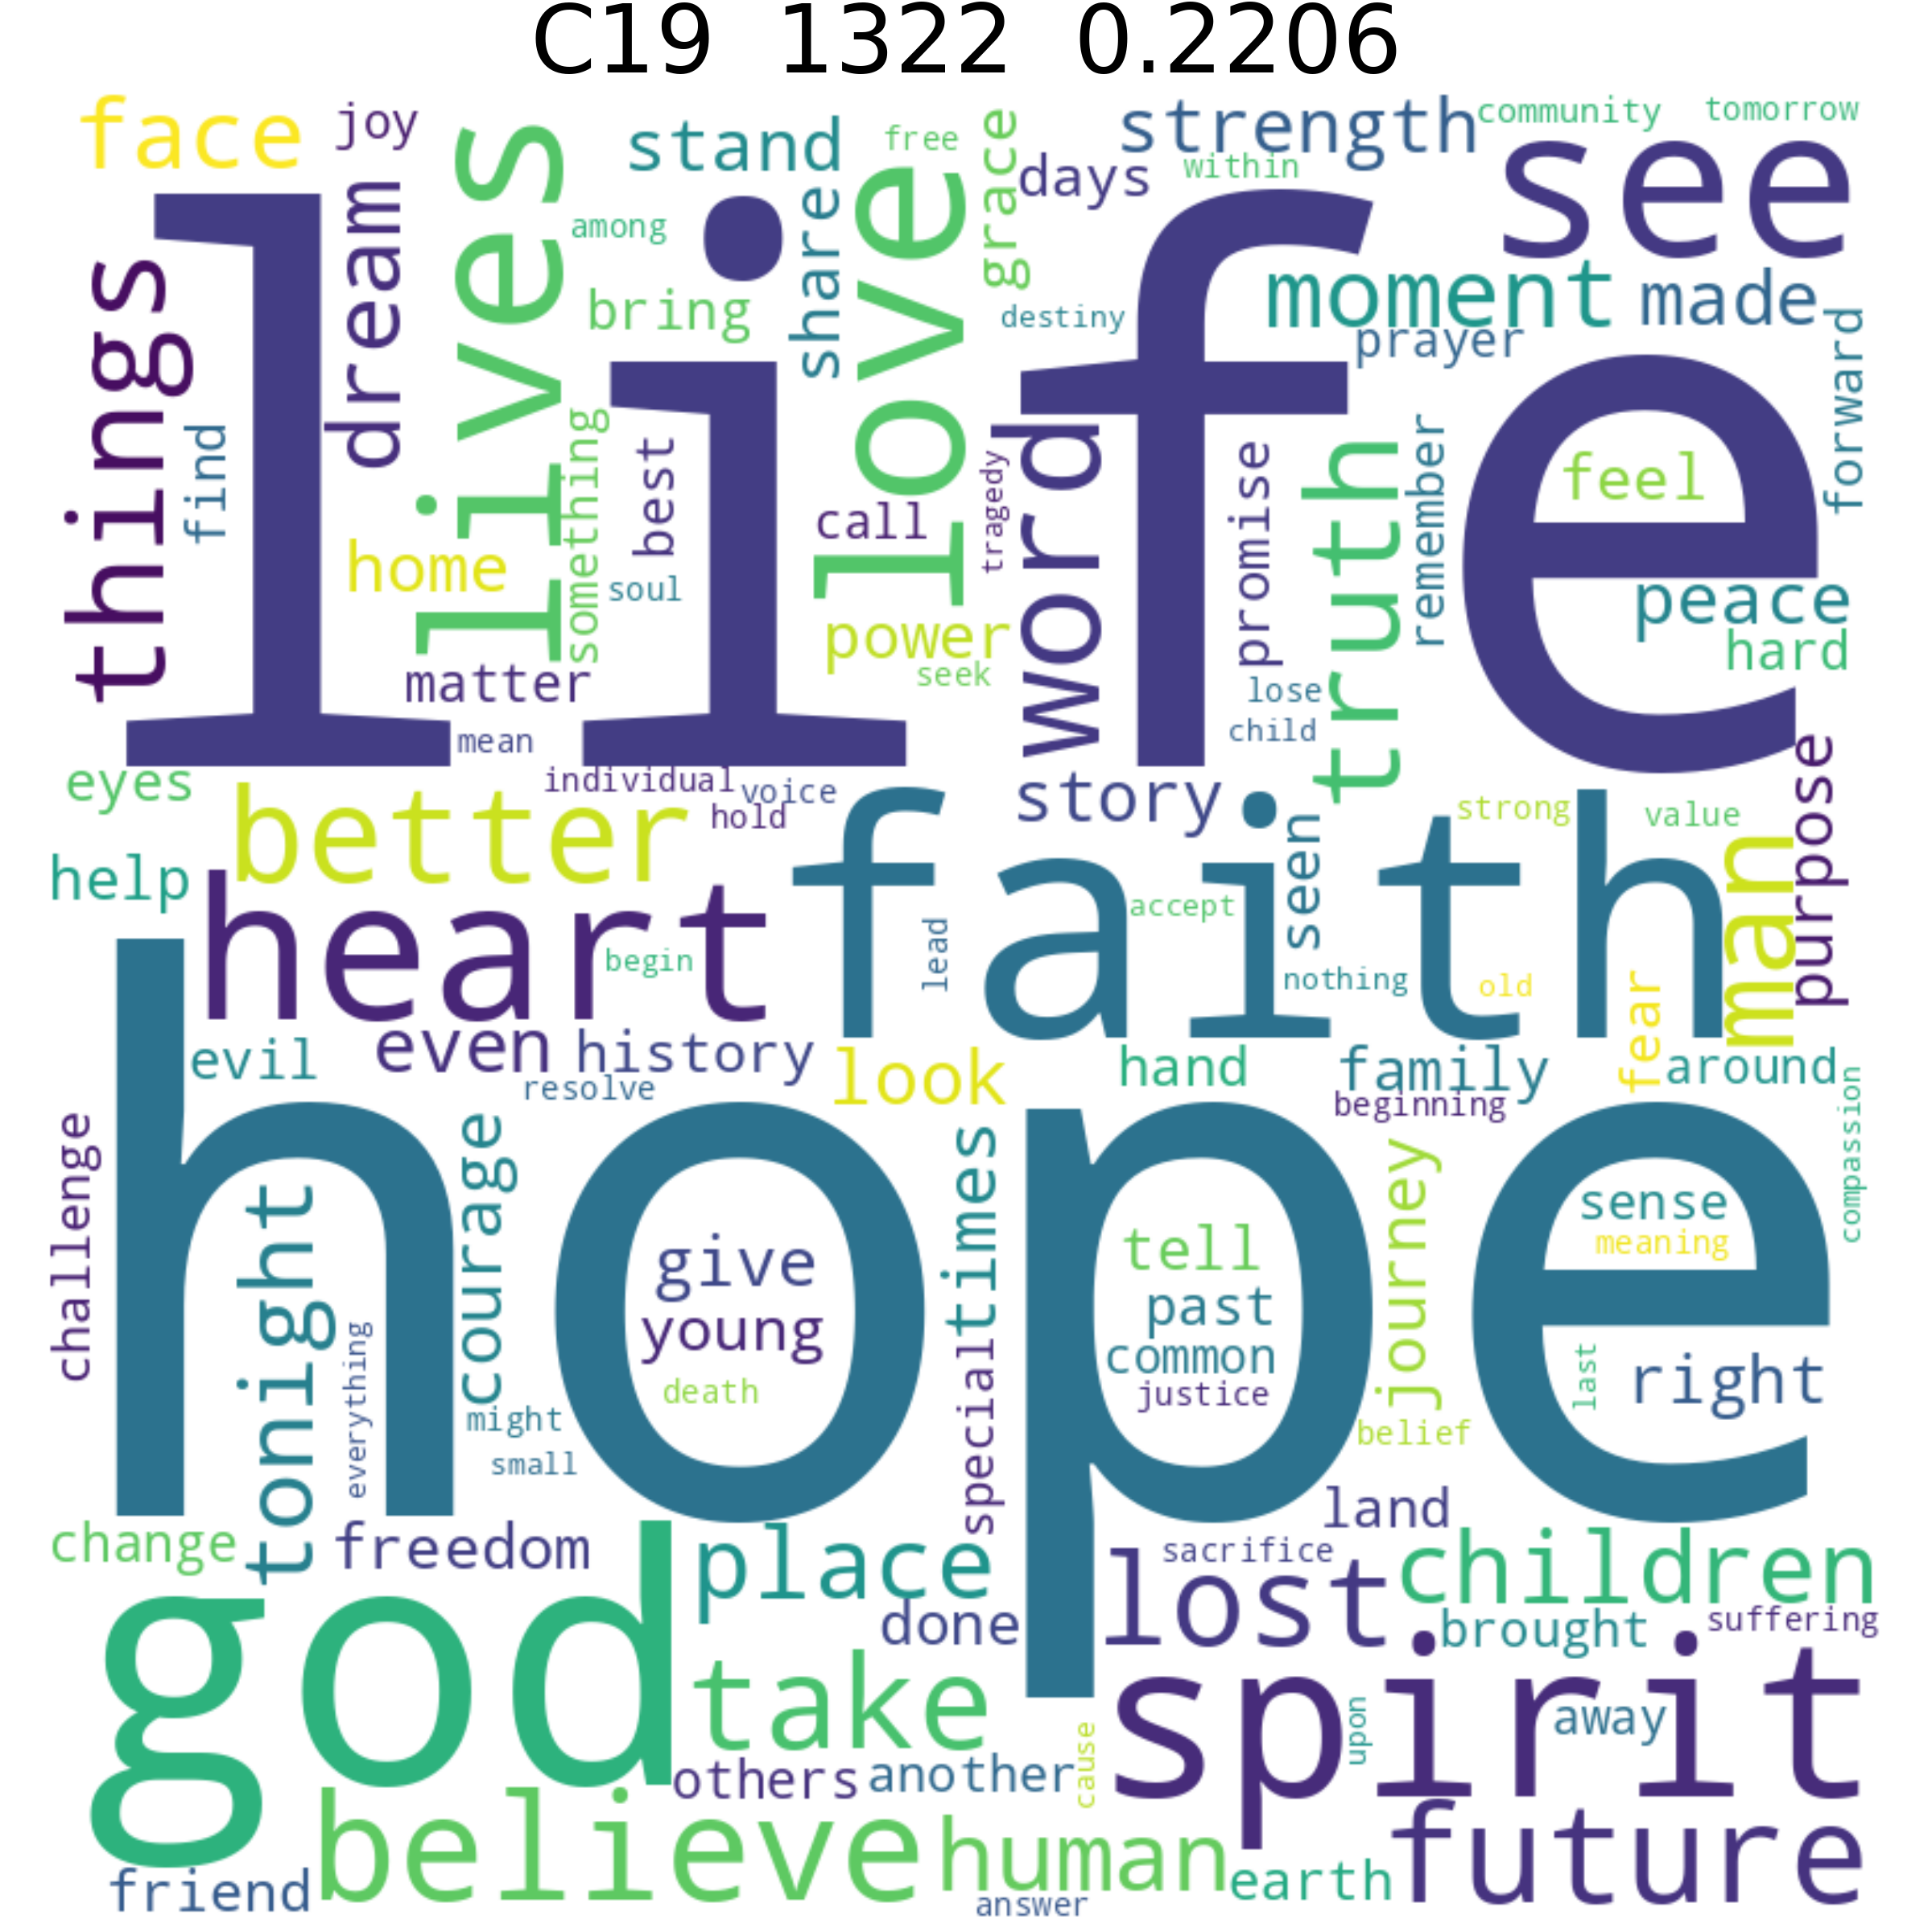 C19 1322 0.2206
face
joy
lives
stand
free
grace
strength
community
tomorrow
days
within
see
dream
among
share
love
life
things
bring
destiny
moment
made
prayer
forward
find
something
best
call
tragedy
word
promise
truth
remember
feel
home
soul
power
seek
peace
hard
matter
lose
child
mean
eyes
individual
voice
hold
story
better
strong
value
purpose
help
heart
faith
seen
accept
man
begin
lead
nothing
old
fear
evil
even
history
resolve
look
hand
family
beginning
around
compassion
challenge
hope
courage
times
journey
tonight
give
young
death
tell
past
common
justice
sense
meaning
everything
might
small
special
belief
last
right
change
freedom
place
land
sacrifice
children
god
done
lost
brought
suffering
take
spirit
away
upon
others
another
cause
believe
human
future
friend
answer
earth